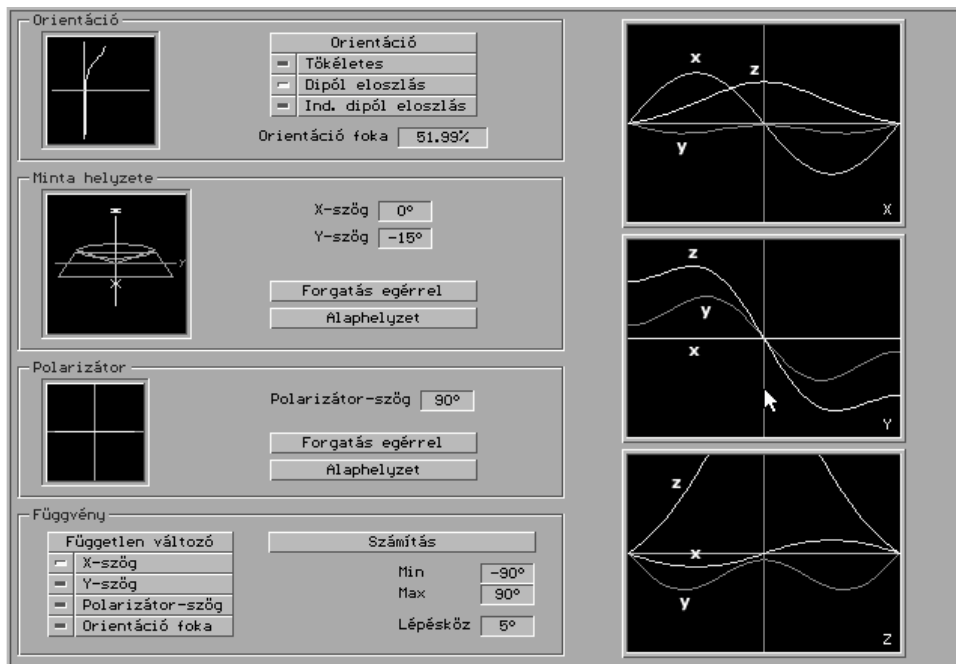 Orientáció
Orientáció
Tökéletes
Dipól eloszlás
Ind. dipól eloszlás
Orientáció foka 51.99%
Minta helyzete
Y
X
X-szög 0°
Y-szög -15°
Forgatás egérrel
Alaphelyzet
Polarizátor
Polarizátor-szög 90°
Forgatás egérrel
Alaphelyzet
Függvény
Független változó
X-szög
Y-szög
Polarizátor-szög
Orientáció foka
Számítás
Min -90°
Max 90°
Lépésköz 5°
x
z
y
X
z
y
x
Y
z
x
y
Z